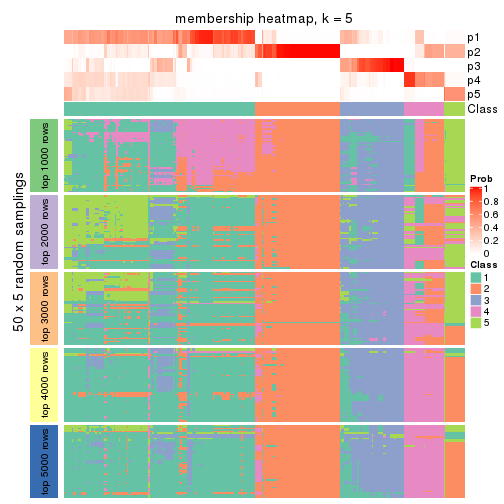 membership heatmap, k = 5
p1
p2
p3
p4
p5
Class
50 x 5 random samplings
top 1000 rows
top 2000 rows
top 3000 rows
top 4000 rows
top 5000 rows
Prob
1
0.8
0.6
0.4
0.2
0
Class
1
2
3
4
5